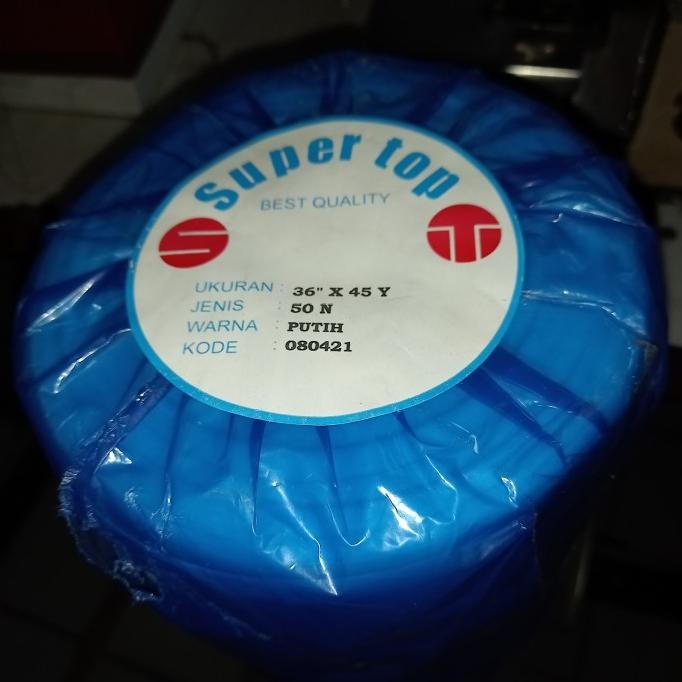 Super top
BEST QUALITY
S T
UKURAN : 36" X 45 Y
JENIS : 50 N
WARNA : PUTIH
KODE : 080421